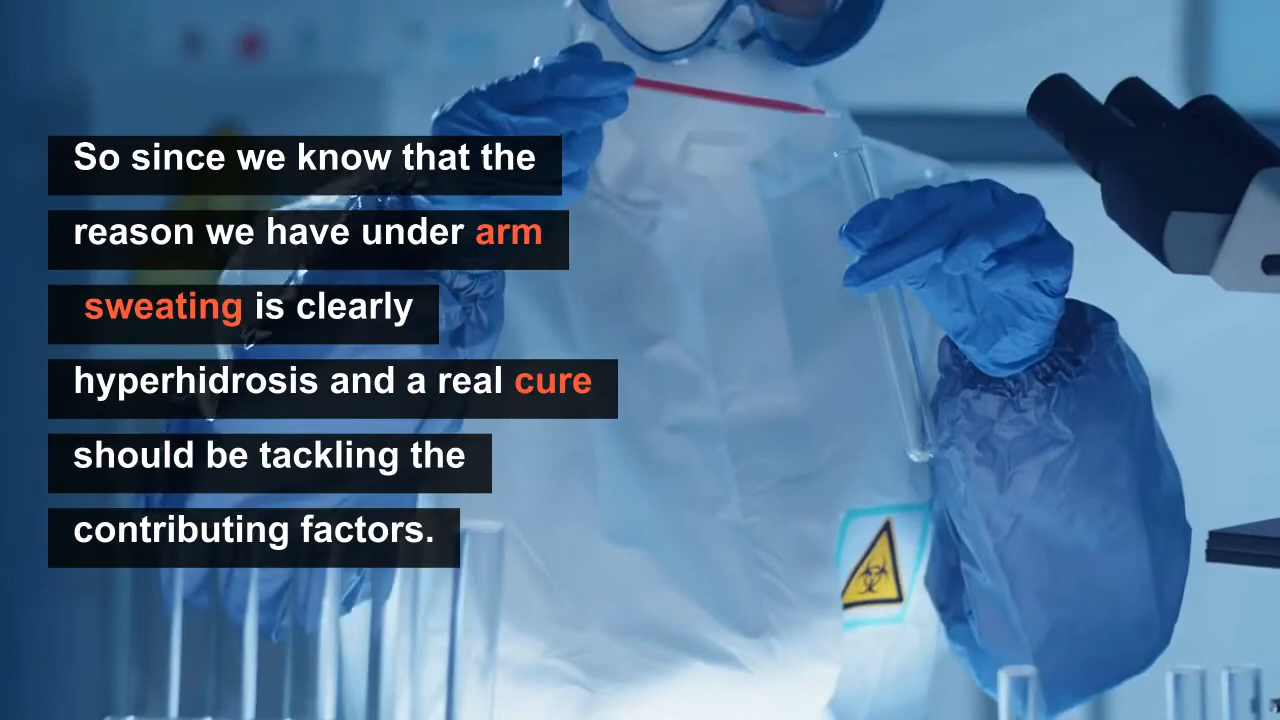 So since we know that the
reason we have under arm
sweating is clearly
hyperhidrosis and a real cure
should be tackling the
contributing factors.